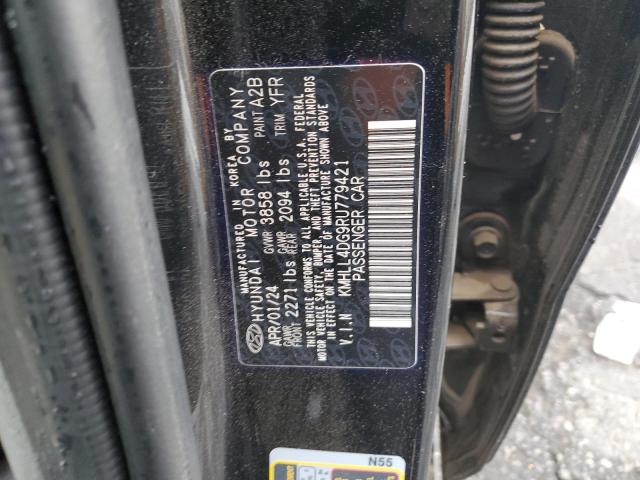 MANUFACTURED IN KOREA BY
HYUNDAI MOTOR COMPANY
APR/01/24 GVWR 3858 lbs PAINT A2B
GAWR FRONT 2271 lbs GAWR REAR 2094 lbs TRIM YFR
THIS VEHICLE CONFORMS TO ALL APPLICABLE U.S.A. FEDERAL
MOTOR VEHICLE SAFETY, BUMPER, AND THEFT PREVENTION STANDARDS
IN EFFECT ON THE DATE OF MANUFACTURE SHOWN ABOVE
V.I.N KMHLL4DG9RU779421
PASSENGER CAR
N55